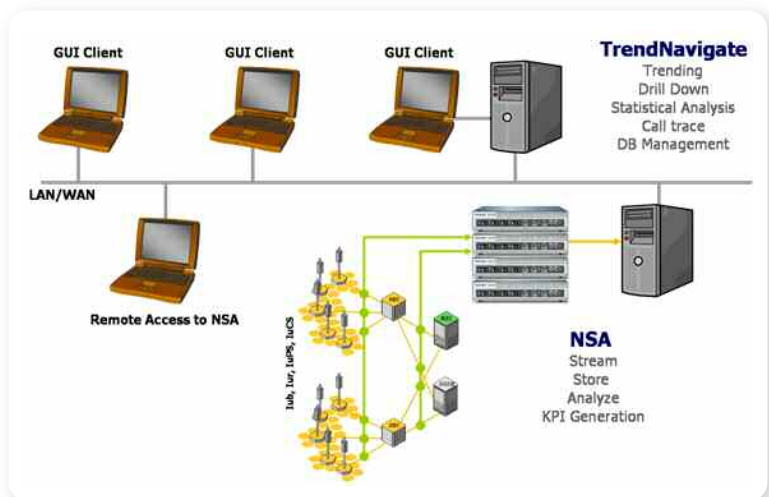 GUI Client
GUI Client
GUI Client
TrendNavigate
Trending
Drill Down
Statistical Analysis
Call trace
DB Management
LAN/WAN
Remote Access to NSA
Iub, Iur, IuPS, IuCS
NSA
Stream
Store
Analyze
KPI Generation